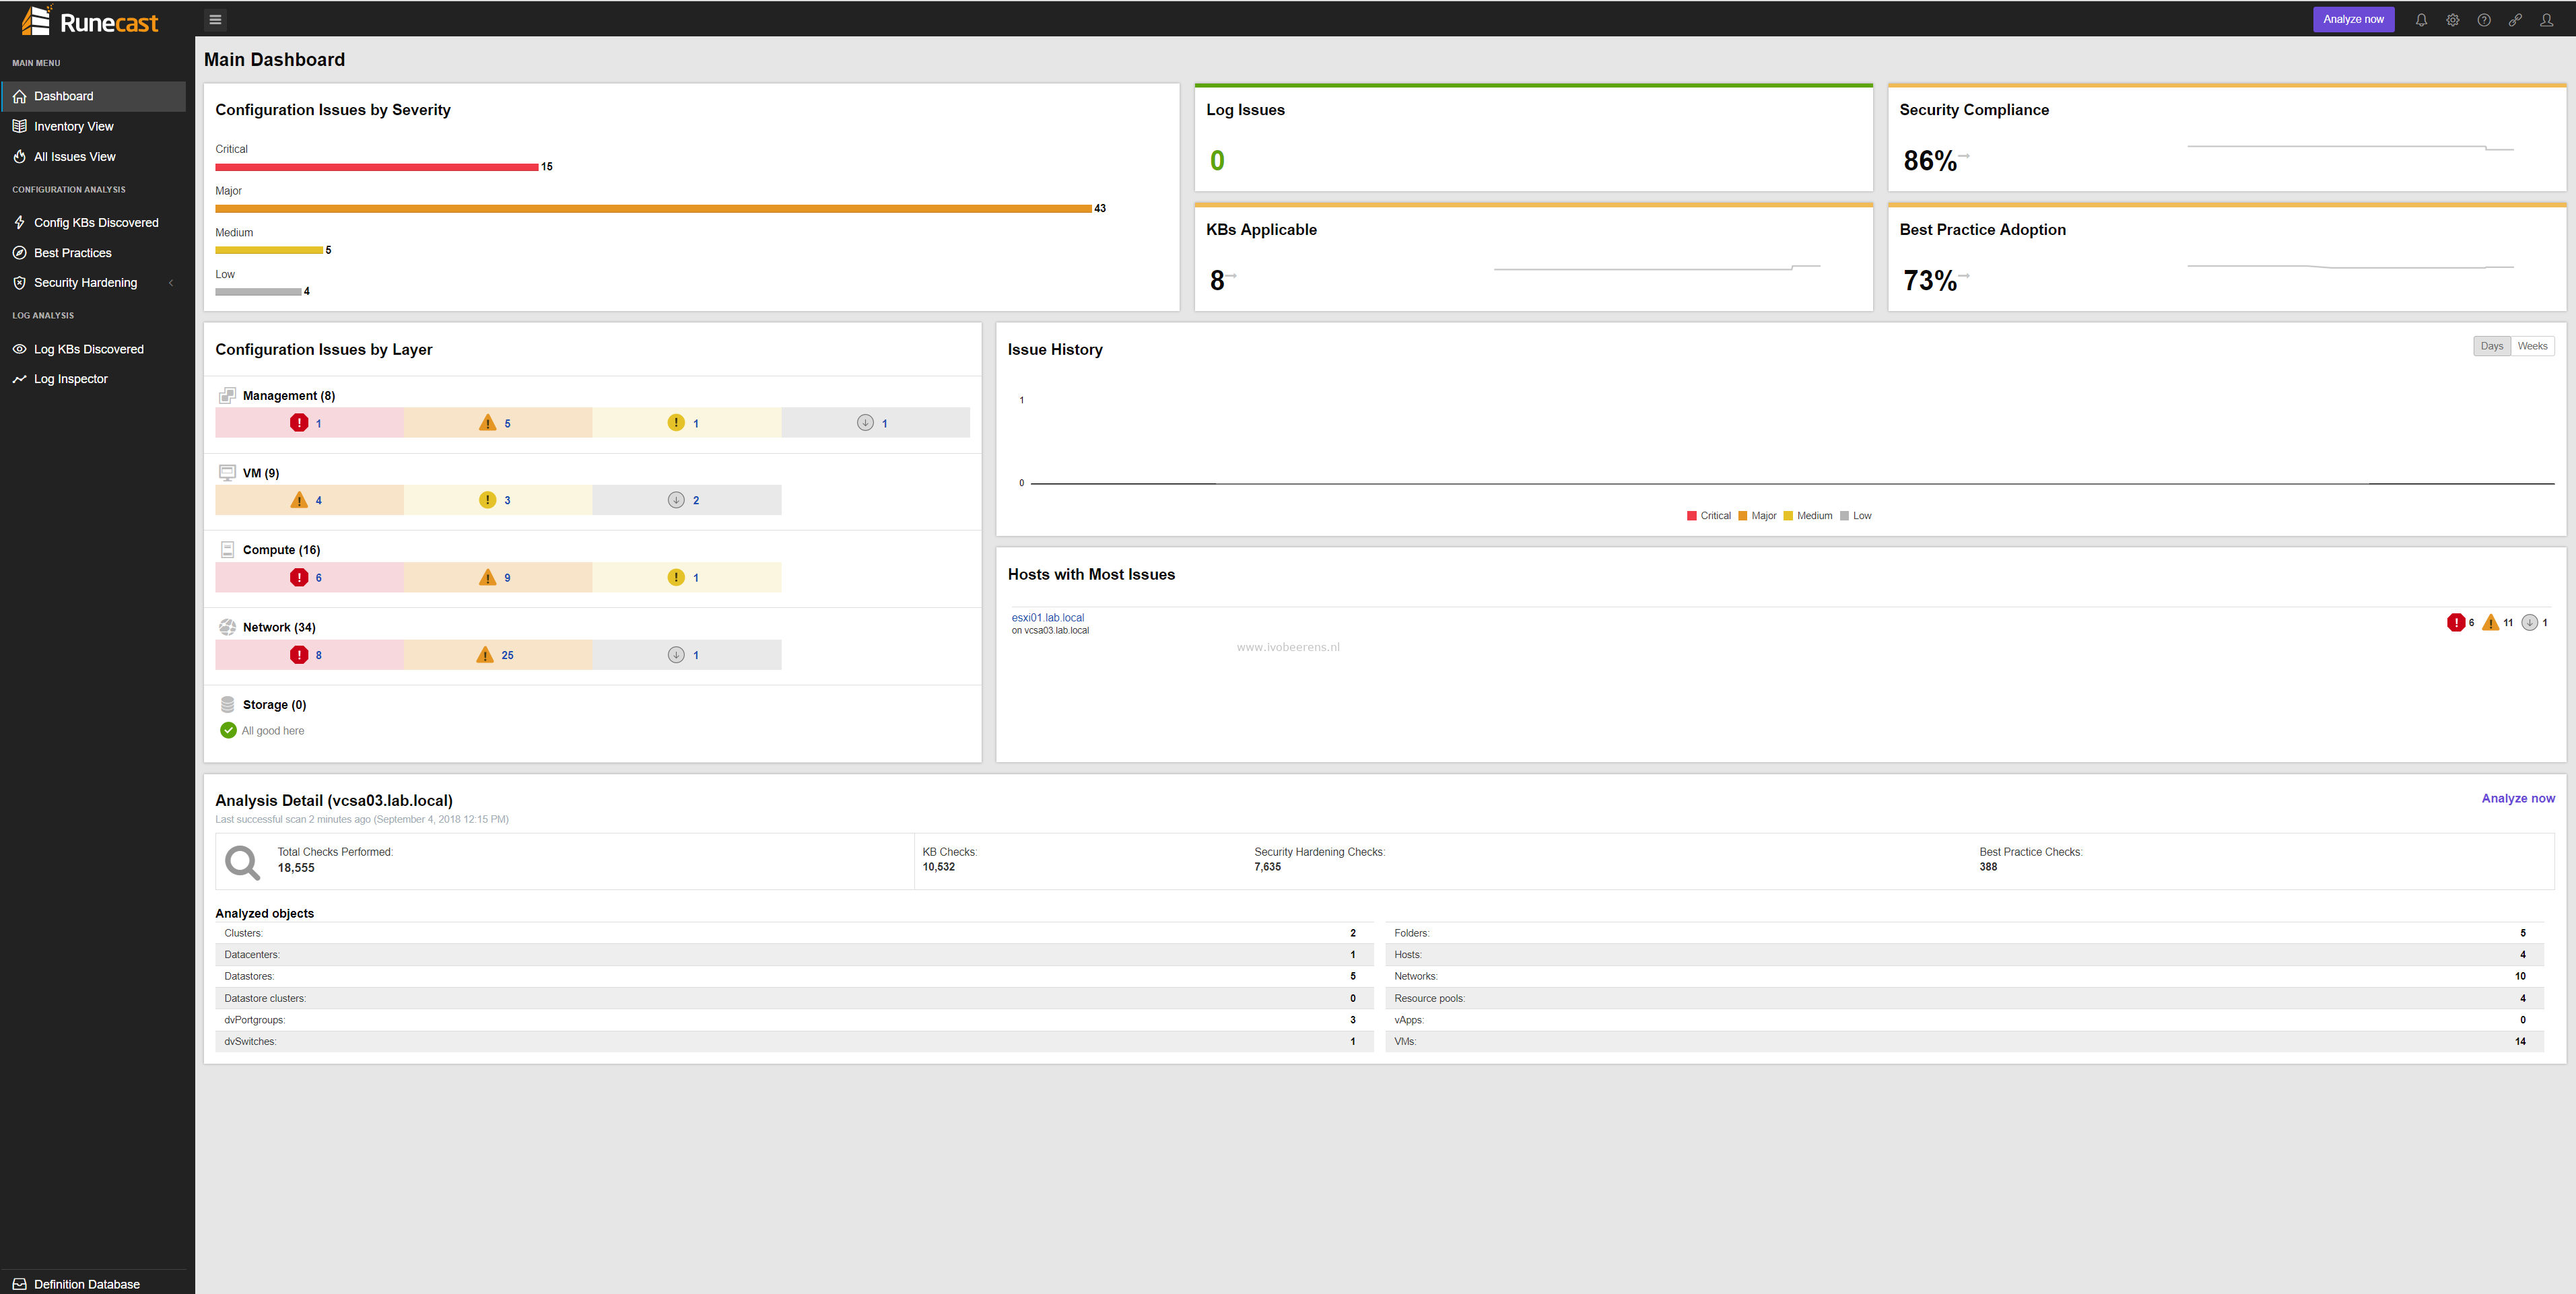 Runecast
Analyze now
MAIN MENU
Dashboard
Inventory View
All Issues View
CONFIGURATION ANALYSIS
Config KBs Discovered
Best Practices
Security Hardening
LOG ANALYSIS
Log KBs Discovered
Log Inspector
Definition Database
Main Dashboard
Configuration Issues by Severity
Critical
15
Major
43
Medium
5
Low
4
Log Issues
0
Security Compliance
86%
KBs Applicable
8
Best Practice Adoption
73%
Configuration Issues by Layer
Management (8)
1 5 1 1
VM (9)
4 3 2
Compute (16)
6 9 1
Network (34)
8 25 1
Storage (0)
All good here
Issue History
Days Weeks
1
0
Critical Major Medium Low
Hosts with Most Issues
esxi01.lab.local
on vcsa03.lab.local
6 11 1
www.ivobeerens.nl
Analysis Detail (vcsa03.lab.local)
Analyze now
Last successful scan 2 minutes ago (September 4, 2018 12:15 PM)
Total Checks Performed:
18,555
KB Checks:
10,532
Security Hardening Checks:
7,635
Best Practice Checks:
388
Analyzed objects
Clusters: 2
Datacenters: 1
Datastores: 5
Datastore clusters: 0
dvPortgroups: 3
dvSwitches: 1
Folders: 5
Hosts: 4
Networks: 10
Resource pools: 4
vApps: 0
VMs: 14